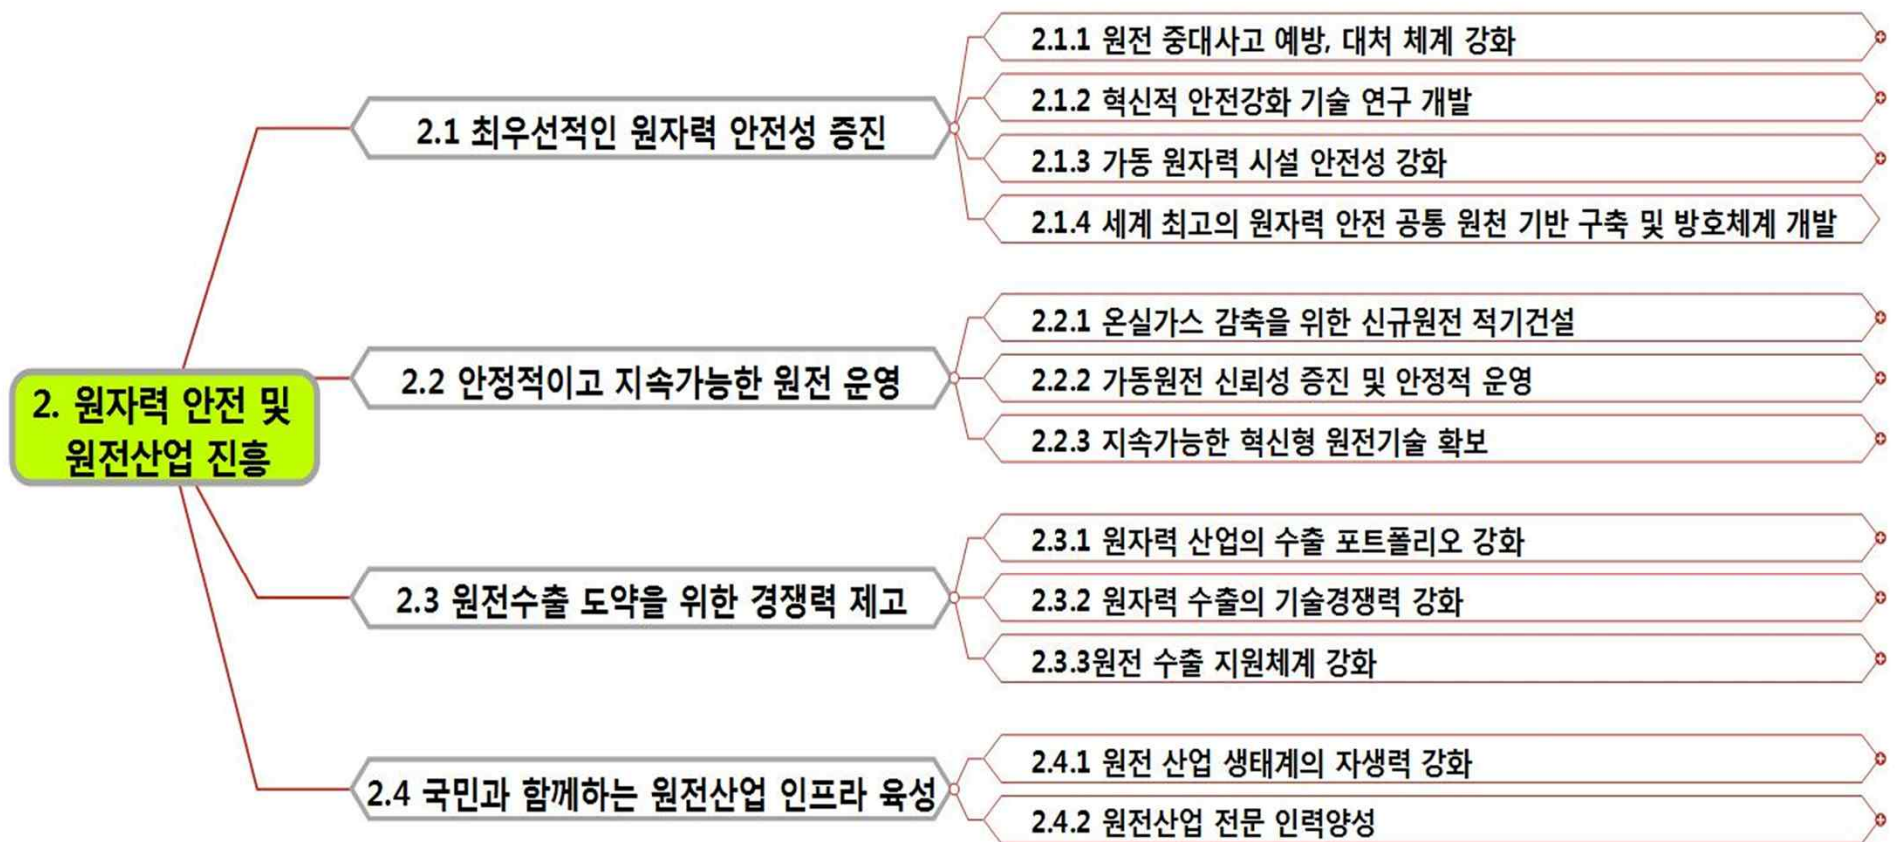 2. 원자력 안전 및
원전산업 진흥
2.1 최우선적인 원자력 안전성 증진
2.1.1 원전 중대사고 예방, 대처 체계 강화
2.1.2 혁신적 안전강화 기술 연구 개발
2.1.3 가동 원자력 시설 안전성 강화
2.1.4 세계 최고의 원자력 안전 공통 원천 기반 구축 및 방호체계 개발
2.2 안정적이고 지속가능한 원전 운영
2.2.1 온실가스 감축을 위한 신규원전 적기건설
2.2.2 가동원전 신뢰성 증진 및 안정적 운영
2.2.3 지속가능한 혁신형 원전기술 확보
2.3 원전수출 도약을 위한 경쟁력 제고
2.3.1 원자력 산업의 수출 포트폴리오 강화
2.3.2 원자력 수출의 기술경쟁력 강화
2.3.3원전 수출 지원체계 강화
2.4 국민과 함께하는 원전산업 인프라 육성
2.4.1 원전 산업 생태계의 자생력 강화
2.4.2 원전산업 전문 인력양성